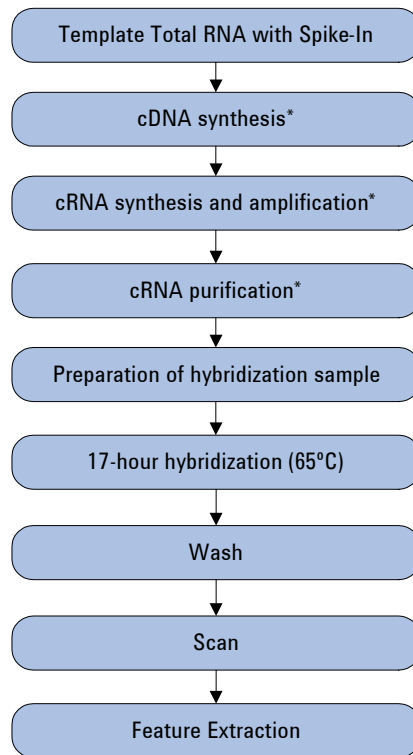 Template Total RNA with Spike-In
cDNA synthesis*
cRNA synthesis and amplification*
cRNA purification*
Preparation of hybridization sample
17-hour hybridization (65ºC)
Wash
Scan
Feature Extraction